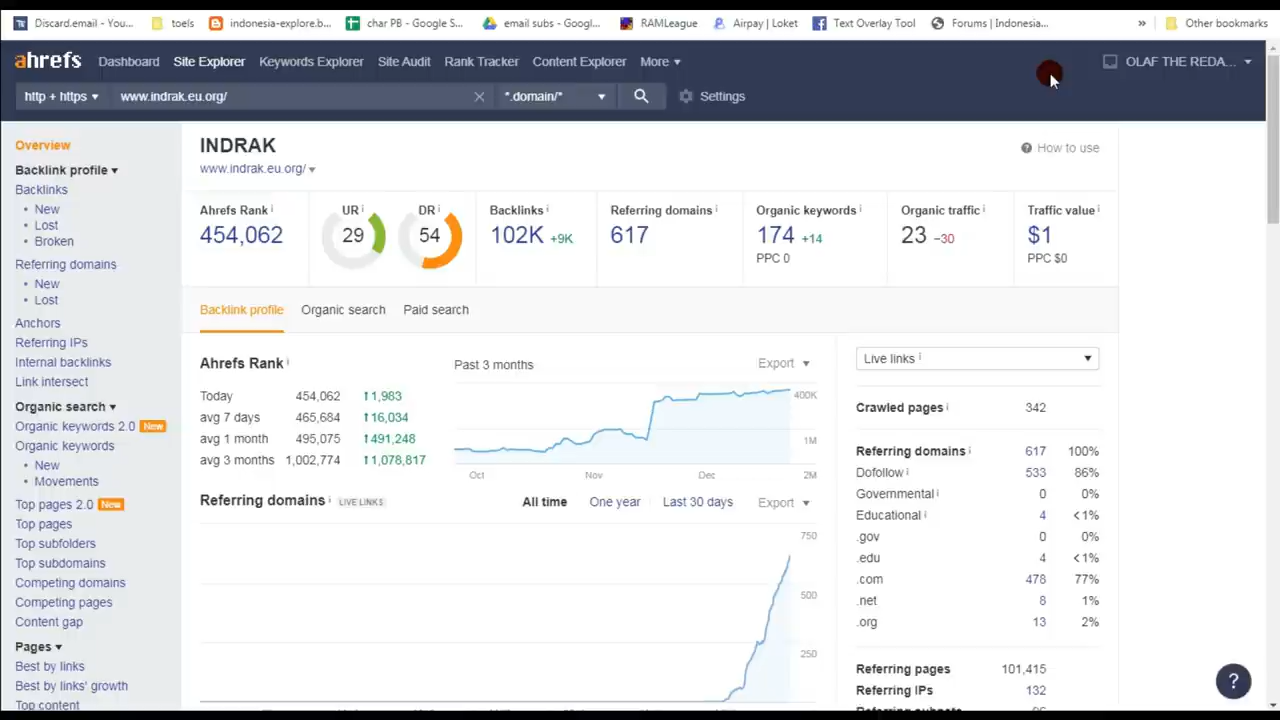 Discard.email - You... toels indonesia-explore.b... char PB - Google S... email subs - Googl... RAMLeague Airpay | Loket Text Overlay Tool Forums | Indonesia... » Other bookmarks
ahrefs Dashboard Site Explorer Keywords Explorer Site Audit Rank Tracker Content Explorer More OLAF THE REDA...
http + https www.indrak.eu.org/ *.domain/* Settings
Overview
Backlink profile
Backlinks
• New
• Lost
• Broken
Referring domains
• New
• Lost
Anchors
Referring IPs
Internal backlinks
Link intersect
Organic search
Organic keywords 2.0 New
Organic keywords
• New
• Movements
Top pages 2.0 New
Top pages
Top subfolders
Top subdomains
Competing domains
Competing pages
Content gap
Pages
Best by links
Best by links' growth
Top content
INDRAK
www.indrak.eu.org/
? How to use
Ahrefs Rank i
454,062
UR i
29
DR i
54
Backlinks i
102K +9K
Referring domains i
617
Organic keywords i
174 +14
PPC 0
Organic traffic i
23 −30
Traffic value i
$1
PPC $0
Backlink profile Organic search Paid search
Ahrefs Rank i Past 3 months Export
Today 454,062 ↑1,983
avg 7 days 465,684 ↑16,034
avg 1 month 495,075 ↑491,248
avg 3 months 1,002,774 ↑1,078,817
400K
1M
2M
Oct Nov Dec
Referring domains i LIVE LINKS All time One year Last 30 days Export
750
500
250
Live links i
Crawled pages i 342
Referring domains i 617 100%
Dofollow i 533 86%
Governmental i 0 0%
Educational i 4 <1%
.gov 0 0%
.edu 4 <1%
.com 478 77%
.net 8 1%
.org 13 2%
Referring pages 101,415
Referring IPs 132
?